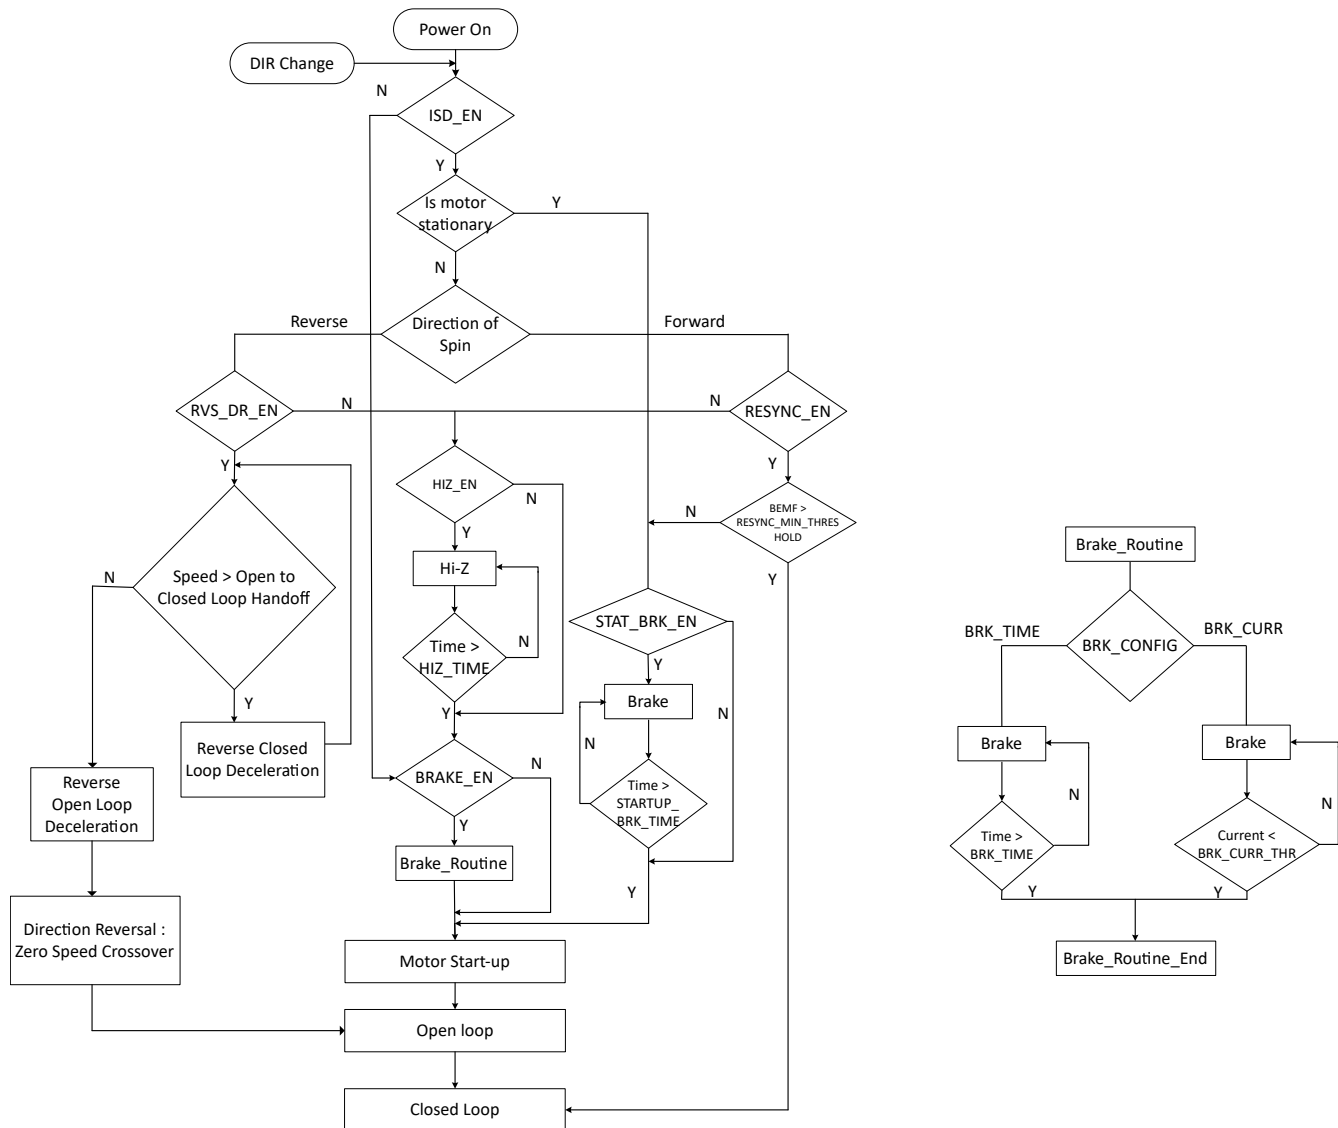 Power On
DIR Change
N
ISD_EN
Y
Is motor
stationary
Y
N
Reverse
Direction of
Spin
Forward
RVS_DR_EN
N
N
RESYNC_EN
Y
Y
HIZ_EN
N
N
BEMF >
RESYNC_MIN_THRES
HOLD
Y
Brake_Routine
Hi-Z
Y
N
Speed > Open to
Closed Loop Handoff
STAT_BRK_EN
N
Time >
HIZ_TIME
Y
BRK_TIME
BRK_CONFIG
BRK_CURR
Y
Y
Brake
N
N
Reverse Closed
Loop Deceleration
Brake
Brake
BRAKE_EN
N
Time >
STARTUP_
BRK_TIME
N
N
Reverse
Open Loop
Deceleration
Y
Brake_Routine
Time >
BRK_TIME
Current <
BRK_CURR_THR
Y
Y
Y
Direction Reversal :
Zero Speed Crossover
Motor Start-up
Brake_Routine_End
Open loop
Closed Loop